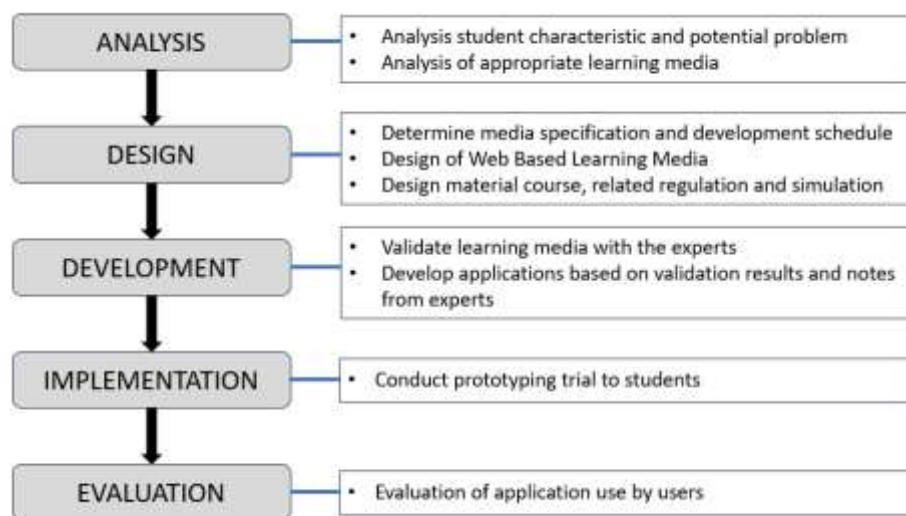 ANALYSIS
• Analysis student characteristic and potential problem
• Analysis of appropriate learning media
DESIGN
• Determine media specification and development schedule
• Design of Web Based Learning Media
• Design material course, related regulation and simulation
DEVELOPMENT
• Validate learning media with the experts
• Develop applications based on validation results and notes
from experts
IMPLEMENTATION
• Conduct prototyping trial to students
EVALUATION
• Evaluation of application use by users